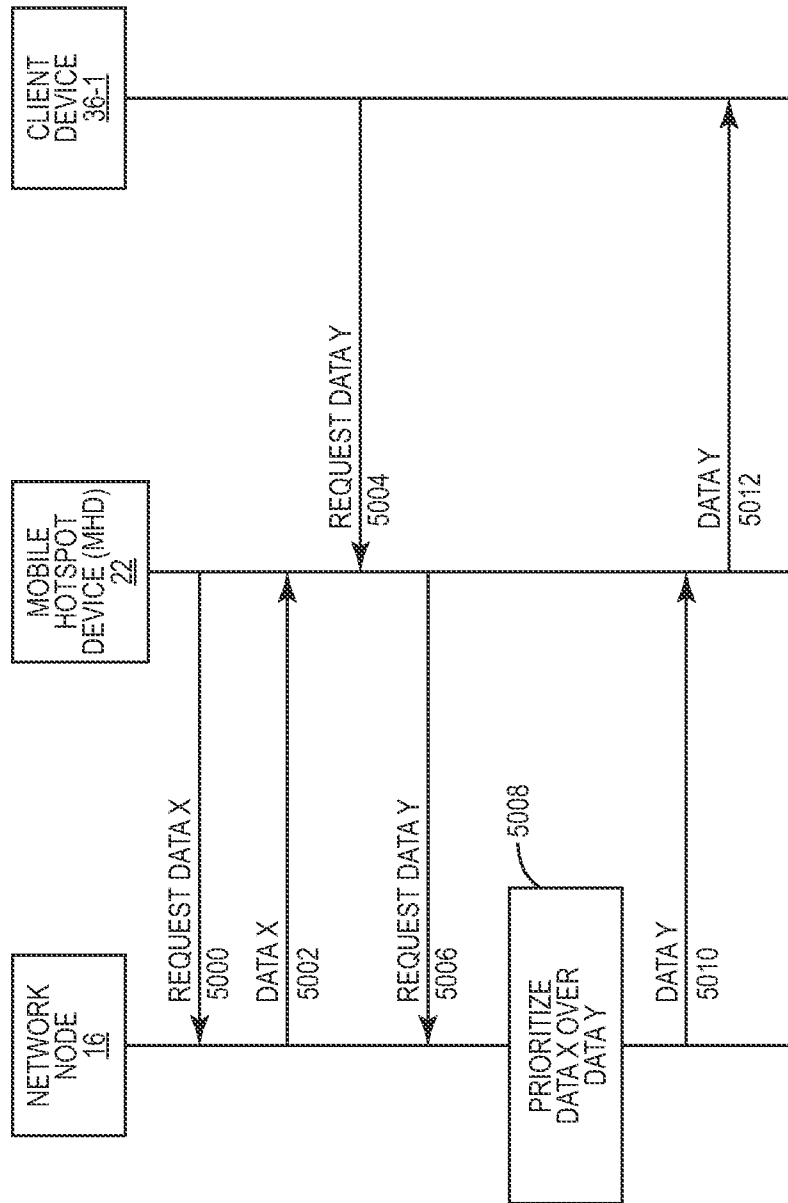 NETWORK
NODE
16
MOBILE
HOTSPOT
DEVICE (MHD)
22
CLIENT
DEVICE
36-1
REQUEST DATA X
5000
DATA X
5002
REQUEST DATA Y
5004
REQUEST DATA Y
5006
PRIORITIZE
DATA X OVER
DATA Y
5008
DATA Y
5010
DATA Y
5012